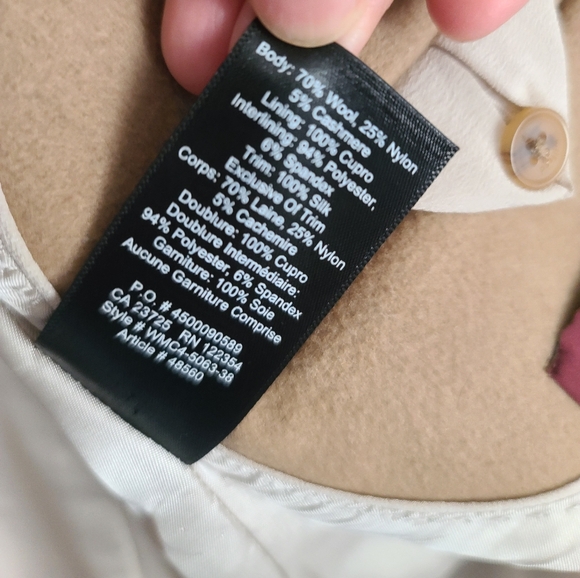 Body: 70% Wool, 25% Nylon
5% Cashmere
Lining: 100% Cupro
Interlining: 94% Polyester,
6% Spandex
Trim: 100% Silk
Exclusive Of Trim
Corps: 70% Laine, 25% Nylon
5% Cachemire
Doublure: 100% Cupro
Doublure Intermédiaire:
94% Polyester, 6% Spandex
Garniture: 100% Soie
Aucune Garniture Comprise
P.O. # 4500090589
CA 23725 RN 122354
Style # WMC4-5063-38
Article # 48560